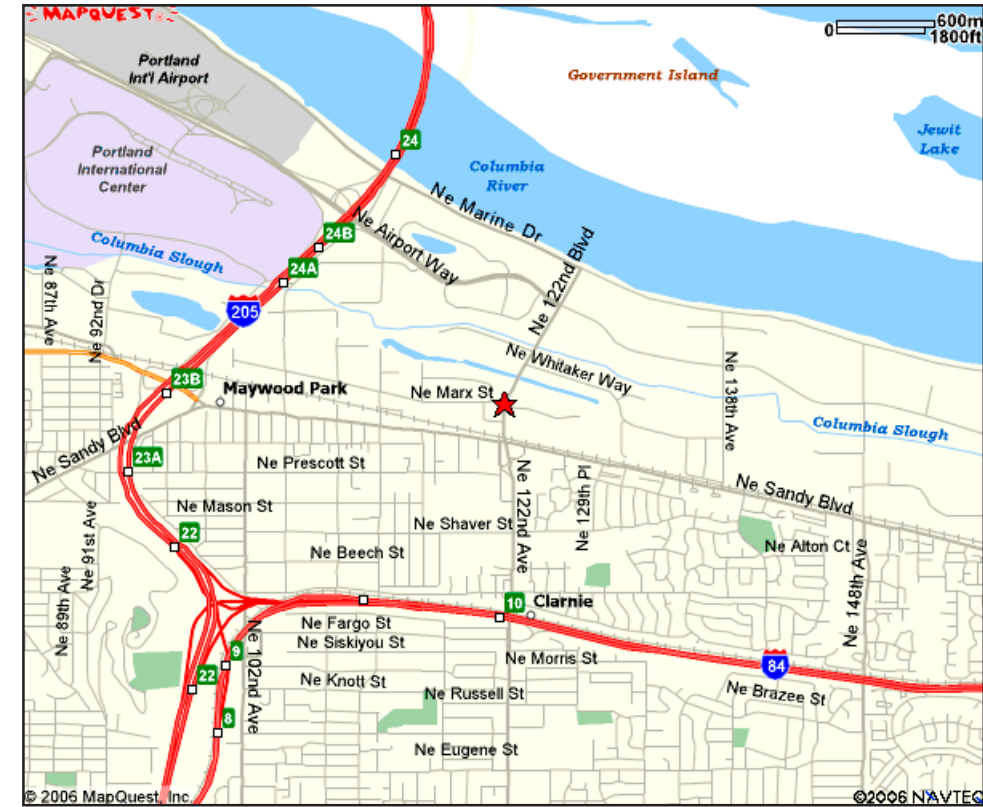 MAPQUEST
0
600m
1800ft
Portland
Int'l Airport
Government Island
24
Jewit
Lake
Portland
International
Center
Columbia
River
Ne Marine Dr
24B
Ne Airport Way
Columbia Slough
Ne 122nd Blvd
24A
Ne 87th Ave
Ne 92nd Dr
205
Ne Whitaker Way
23B
Maywood Park
Ne Marx St
Ne 138th Ave
Columbia Slough
Ne Sandy Blvd
23A
Ne Prescott St
Ne 122nd Ave
Ne 129th Pl
Ne Sandy Blvd
Ne Mason St
Ne 91st Ave
Ne Shaver St
22
Ne Beech St
Ne Alton Ct
Ne 89th Ave
Ne 148th Ave
10
Clarnie
Ne Fargo St
Ne Siskiyou St
9
Ne 102nd Ave
Ne Morris St
84
22
Ne Knott St
Ne Russell St
Ne Brazee St
8
Ne Eugene St
© 2006 MapQuest, Inc.
©2006 NAVTEQ